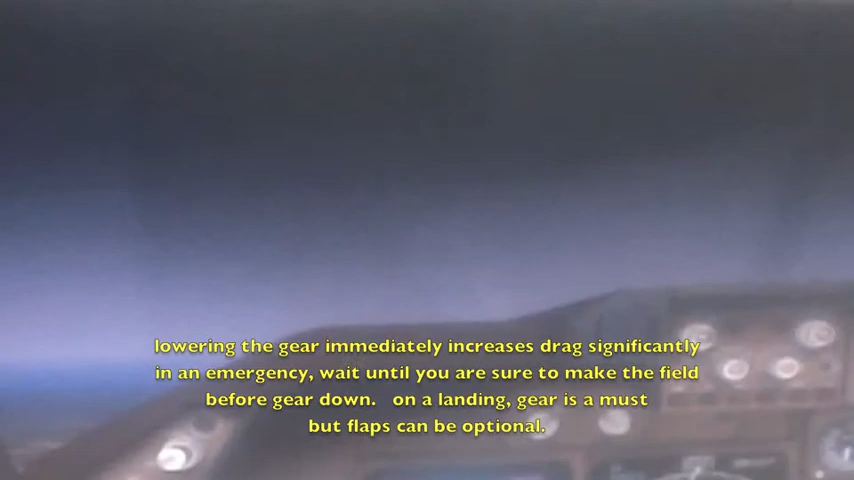 lowering the gear immediately increases drag significantly
in an emergency, wait until you are sure to make the field
before gear down.   on a landing, gear is a must
but flaps can be optional.